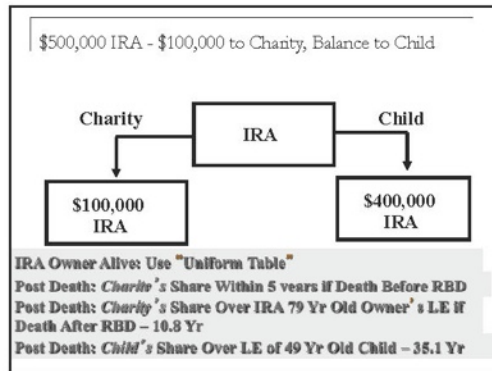 $500,000 IRA - $100,000 to Charity, Balance to Child
Charity
Child
IRA
$100,000
IRA
$400,000
IRA
IRA Owner Alive: Use "Uniform Table"
Post Death: Charity's Share Within 5 years if Death Before RBD
Post Death: Charity's Share Over IRA 79 Yr Old Owner's LE if
Death After RBD – 10.8 Yr
Post Death: Child's Share Over LE of 49 Yr Old Child – 35.1 Yr